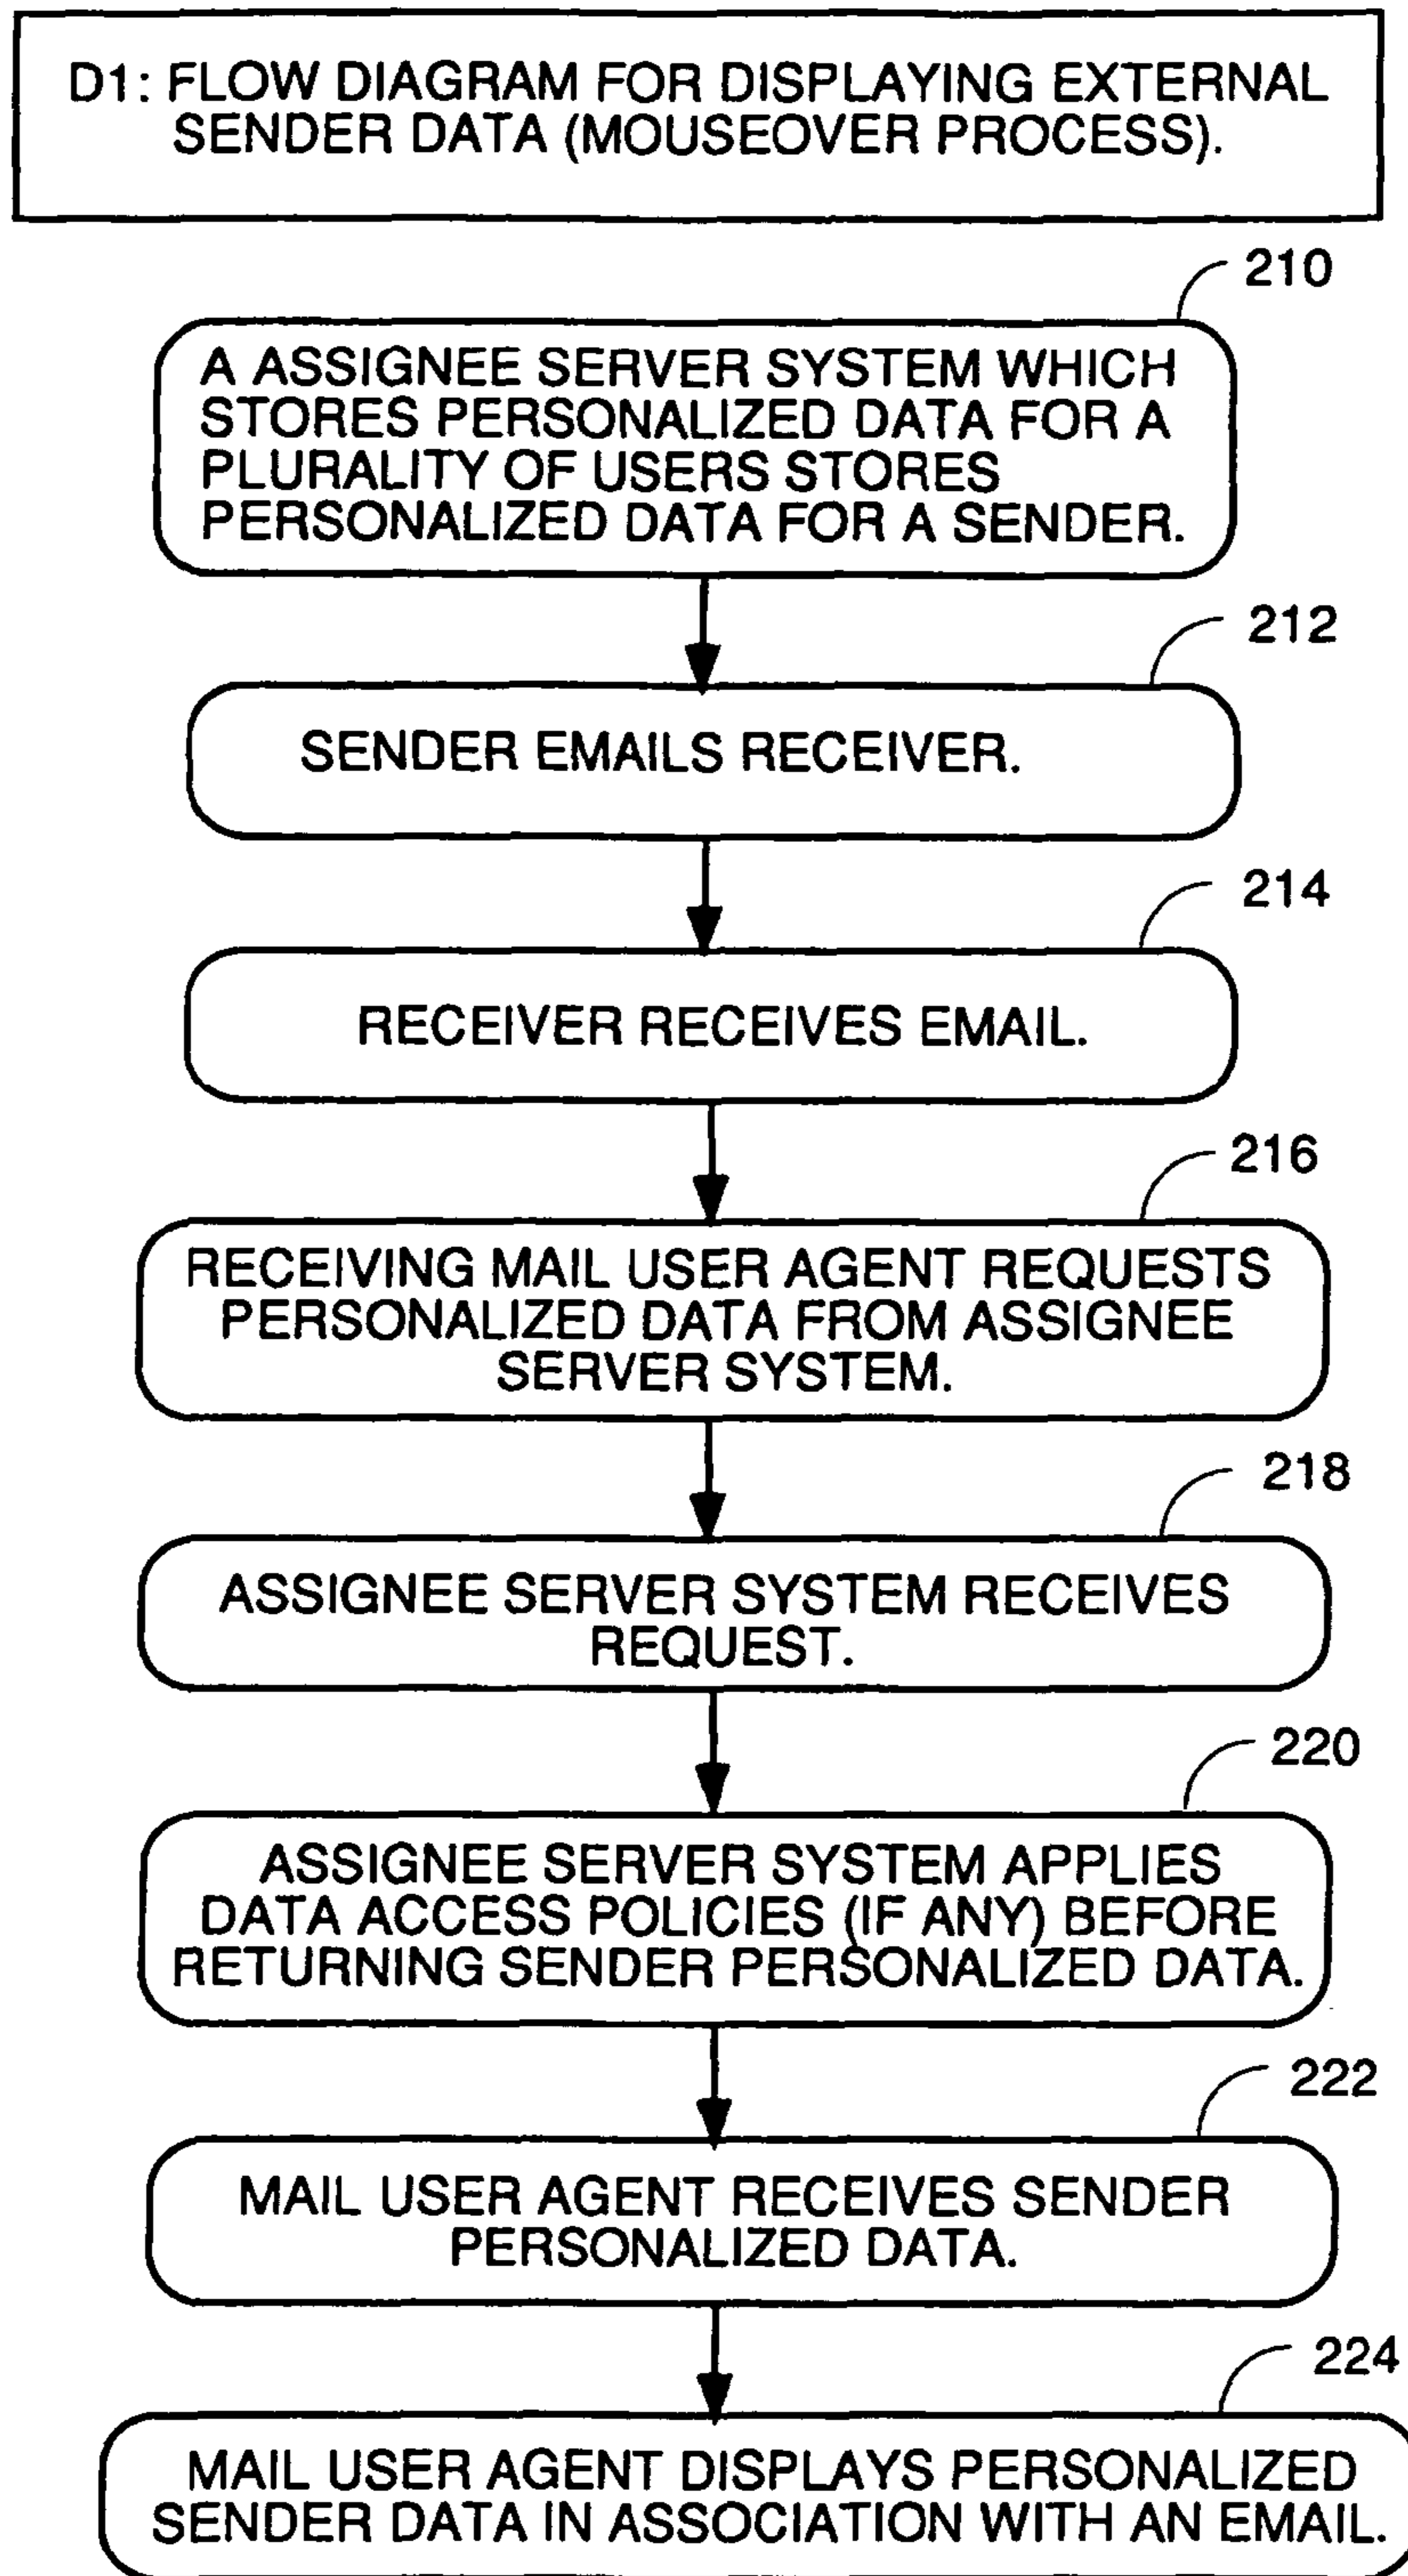 D1: FLOW DIAGRAM FOR DISPLAYING EXTERNAL
SENDER DATA (MOUSEOVER PROCESS).
210
A ASSIGNEE SERVER SYSTEM WHICH
STORES PERSONALIZED DATA FOR A
PLURALITY OF USERS STORES
PERSONALIZED DATA FOR A SENDER.
212
SENDER EMAILS RECEIVER.
214
RECEIVER RECEIVES EMAIL.
216
RECEIVING MAIL USER AGENT REQUESTS
PERSONALIZED DATA FROM ASSIGNEE
SERVER SYSTEM.
218
ASSIGNEE SERVER SYSTEM RECEIVES
REQUEST.
220
ASSIGNEE SERVER SYSTEM APPLIES
DATA ACCESS POLICIES (IF ANY) BEFORE
RETURNING SENDER PERSONALIZED DATA.
222
MAIL USER AGENT RECEIVES SENDER
PERSONALIZED DATA.
224
MAIL USER AGENT DISPLAYS PERSONALIZED
SENDER DATA IN ASSOCIATION WITH AN EMAIL.